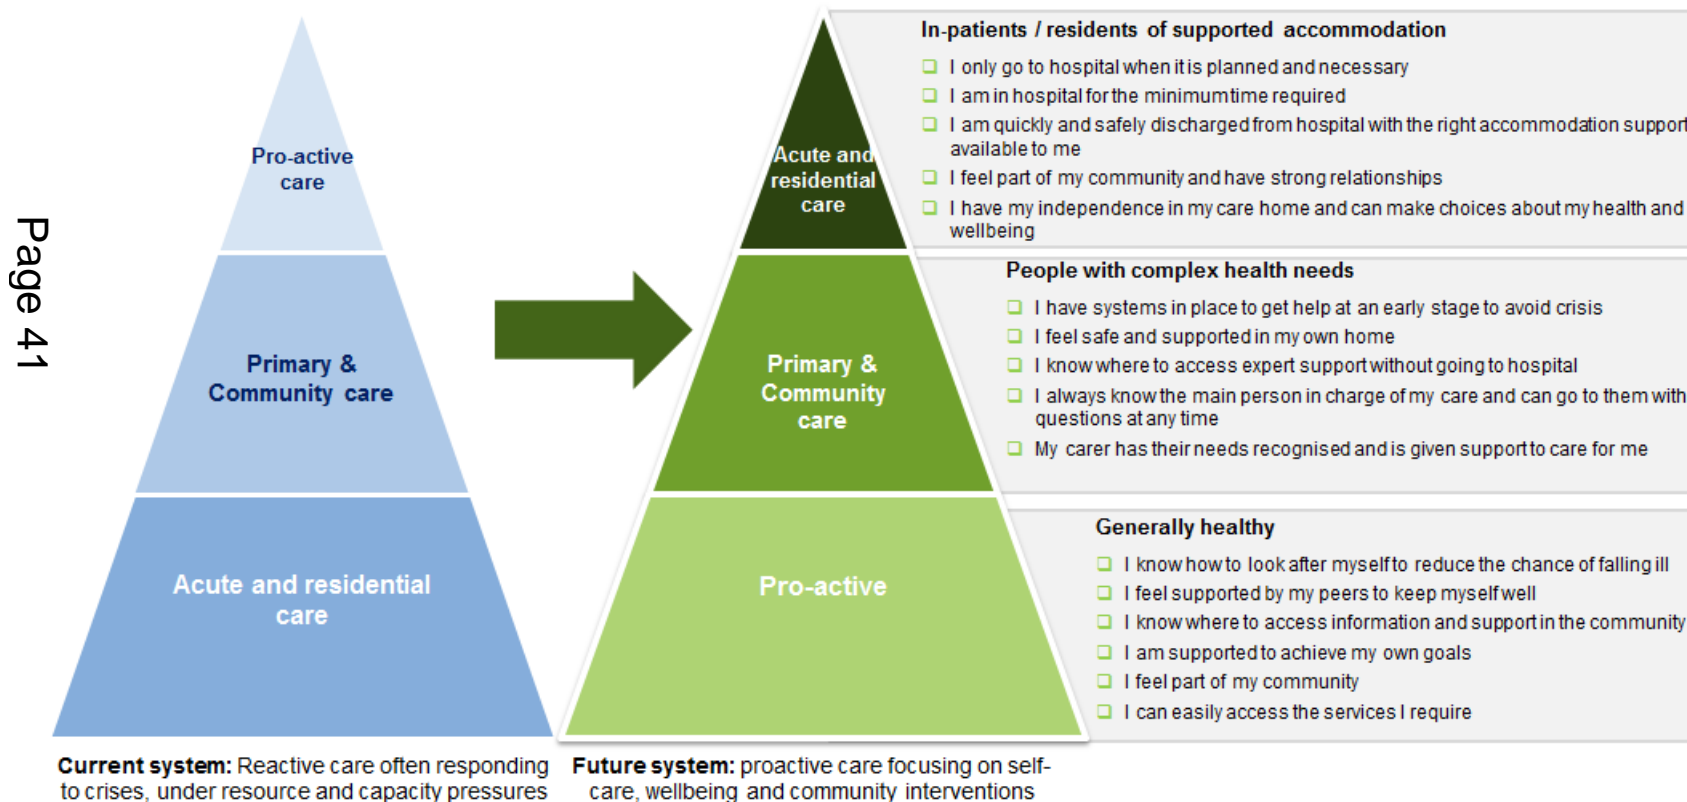 Page 41
Pro-active
care
Primary &
Community care
Acute and residential
care
Current system: Reactive care often responding
to crises, under resource and capacity pressures
Acute and
residential
care
Primary &
Community
care
Pro-active
Future system: proactive care focusing on self-
care, wellbeing and community interventions
In-patients / residents of supported accommodation
I only go to hospital when it is planned and necessary
I am in hospital for the minimum time required
I am quickly and safely discharged from hospital with the right accommodation support
available to me
I feel part of my community and have strong relationships
I have my independence in my care home and can make choices about my health and
wellbeing
People with complex health needs
I have systems in place to get help at an early stage to avoid crisis
I feel safe and supported in my own home
I know where to access expert support without going to hospital
I always know the main person in charge of my care and can go to them with
questions at any time
My carer has their needs recognised and is given support to care for me
Generally healthy
I know how to look after myself to reduce the chance of falling ill
I feel supported by my peers to keep myself well
I know where to access information and support in the community
I am supported to achieve my own goals
I feel part of my community
I can easily access the services I require